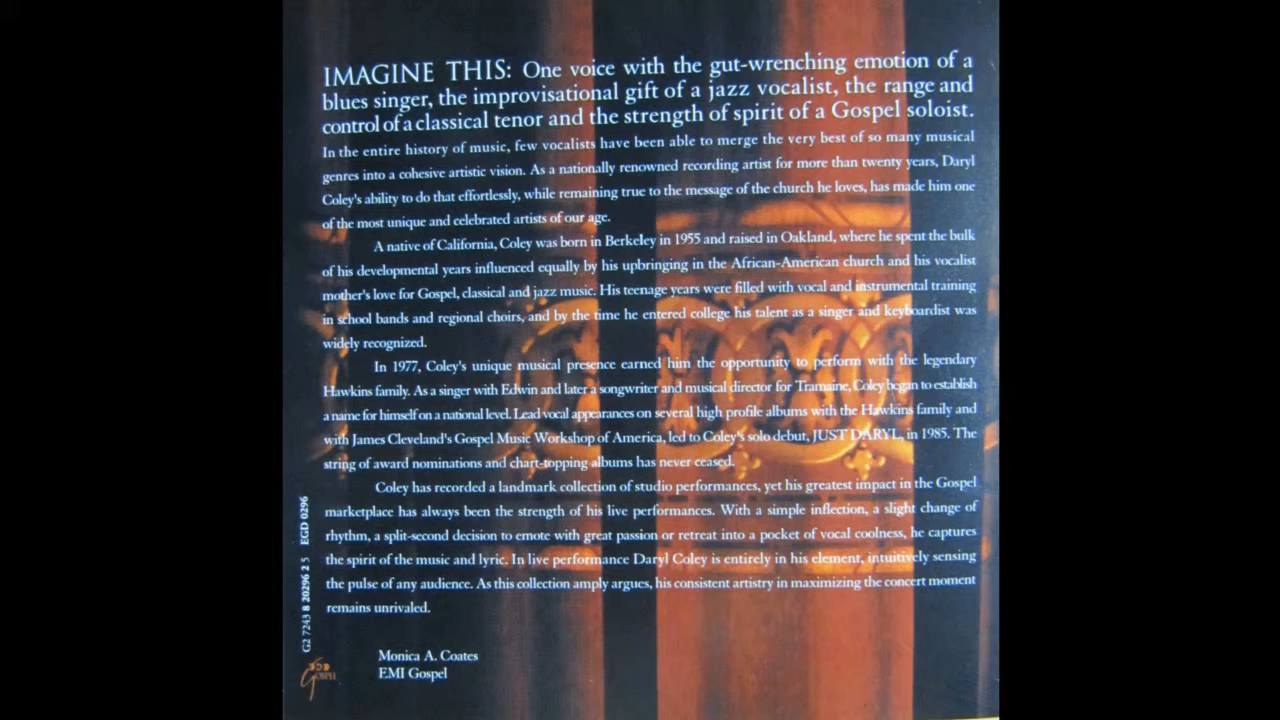 IMAGINE THIS: One voice with the gut-wrenching emotion of a
blues singer, the improvisational gift of a jazz vocalist, the range and
control of a classical tenor and the strength of spirit of a Gospel soloist.
In the entire history of music, few vocalists have been able to merge the very best of so many musical
genres into a cohesive artistic vision. As a nationally renowned recording artist for more than twenty years, Daryl
Coley's ability to do that effortlessly, while remaining true to the message of the church he loves, has made him one
of the most unique and celebrated artists of our age.
A native of California, Coley was born in Berkeley in 1955 and raised in Oakland, where he spent the bulk
of his developmental years influenced equally by his upbringing in the African-American church and his vocalist
mother's love for Gospel, classical and jazz music. His teenage years were filled with vocal and instrumental training
in school bands and regional choirs, and by the time he entered college his talent as a singer and keyboardist was
widely recognized.
In 1977, Coley's unique musical presence earned him the opportunity to perform with the legendary
Hawkins family. As a singer with Edwin and later a songwriter and musical director for Tramaine, Coley began to establish
a name for himself on a national level. Lead vocal appearances on several high profile albums with the Hawkins family and
with James Cleveland's Gospel Music Workshop of America, led to Coley's solo debut, JUST DARYL, in 1985. The
string of award nominations and chart-topping albums has never ceased.
Coley has recorded a landmark collection of studio performances, yet his greatest impact in the Gospel
marketplace has always been the strength of his live performances. With a simple inflection, a slight change of
rhythm, a split-second decision to emote with great passion or retreat into a pocket of vocal coolness, he captures
the spirit of the music and lyric. In live performance Daryl Coley is entirely in his element, intuitively sensing
the pulse of any audience. As this collection amply argues, his consistent artistry in maximizing the concert moment
remains unrivaled.
Monica A. Coates
EMI Gospel
G2 7243 8 20296 2 5 EGD 0296
GOSPEL